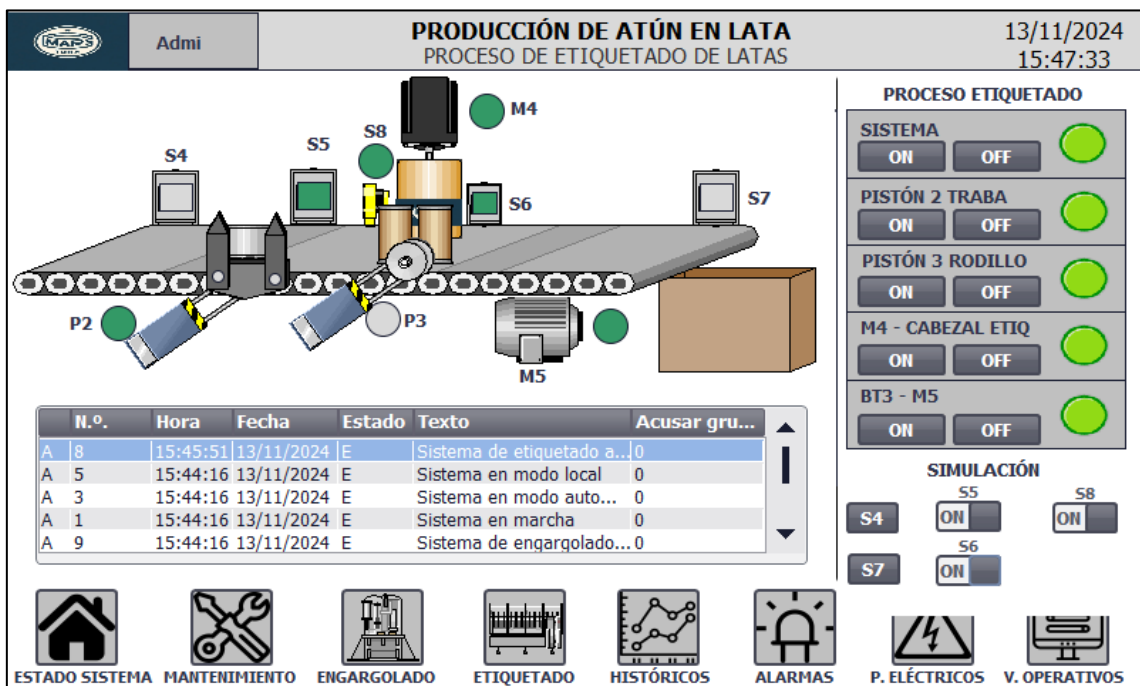 MAPS
Admi
PRODUCCIÓN DE ATÚN EN LATA
PROCESO DE ETIQUETADO DE LATAS
13/11/2024
15:47:33
M4
S8
S5
S4
S6
S7
P2
P3
M5
PROCESO ETIQUETADO
SISTEMA
ON OFF
PISTÓN 2 TRABA
ON OFF
PISTÓN 3 RODILLO
ON OFF
M4 - CABEZAL ETIQ
ON OFF
BT3 - M5
ON OFF
SIMULACIÓN
S5 S8
S4 ON ON
S6
S7 ON
N.º. Hora Fecha Estado Texto Acusar gru...
A 8 15:45:51 13/11/2024 E Sistema de etiquetado a... 0
A 5 15:44:16 13/11/2024 E Sistema en modo local 0
A 3 15:44:16 13/11/2024 E Sistema en modo auto... 0
A 1 15:44:16 13/11/2024 E Sistema en marcha 0
A 9 15:44:16 13/11/2024 E Sistema de engargolado... 0
ESTADO SISTEMA MANTENIMIENTO ENGARGOLADO ETIQUETADO HISTÓRICOS ALARMAS P. ELÉCTRICOS V. OPERATIVOS